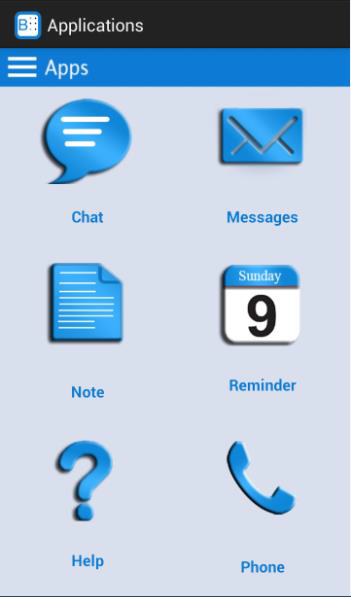 B Applications
Apps
Chat
Messages
Note
Sunday
9
Reminder
Help
Phone